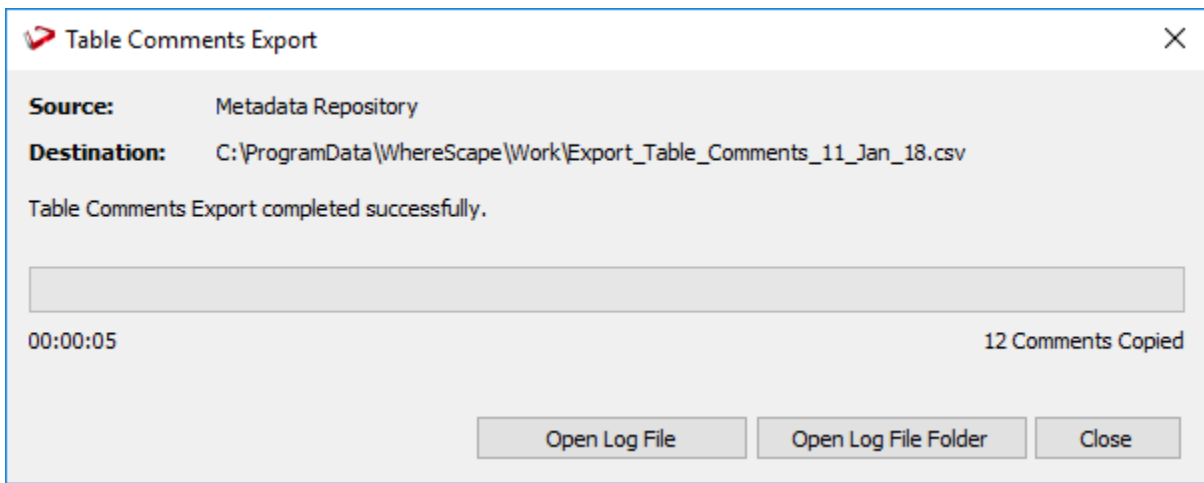 Table Comments Export
Source: Metadata Repository
Destination: C:\ProgramData\WhereScape\Work\Export_Table_Comments_11_Jan_18.csv
Table Comments Export completed successfully.
00:00:05 12 Comments Copied
Open Log File Open Log File Folder Close